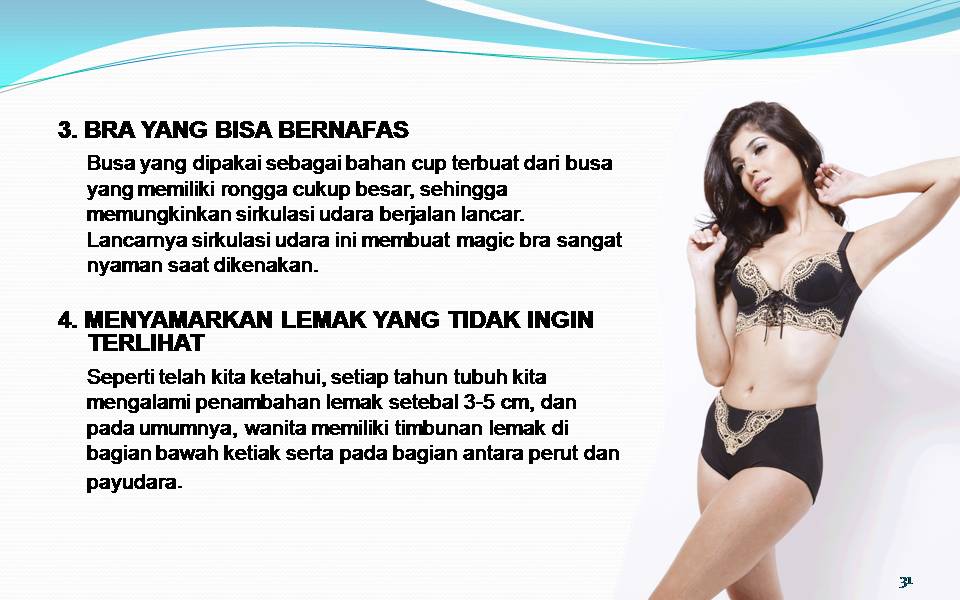 3. BRA YANG BISA BERNAFAS
Busa yang dipakai sebagai bahan cup terbuat dari busa
yang memiliki rongga cukup besar, sehingga
memungkinkan sirkulasi udara berjalan lancar.
Lancarnya sirkulasi udara ini membuat magic bra sangat
nyaman saat dikenakan.
4. MENYAMARKAN LEMAK YANG TIDAK INGIN
TERLIHAT
Seperti telah kita ketahui, setiap tahun tubuh kita
mengalami penambahan lemak setebal 3-5 cm, dan
pada umumnya, wanita memiliki timbunan lemak di
bagian bawah ketiak serta pada bagian antara perut dan
payudara.